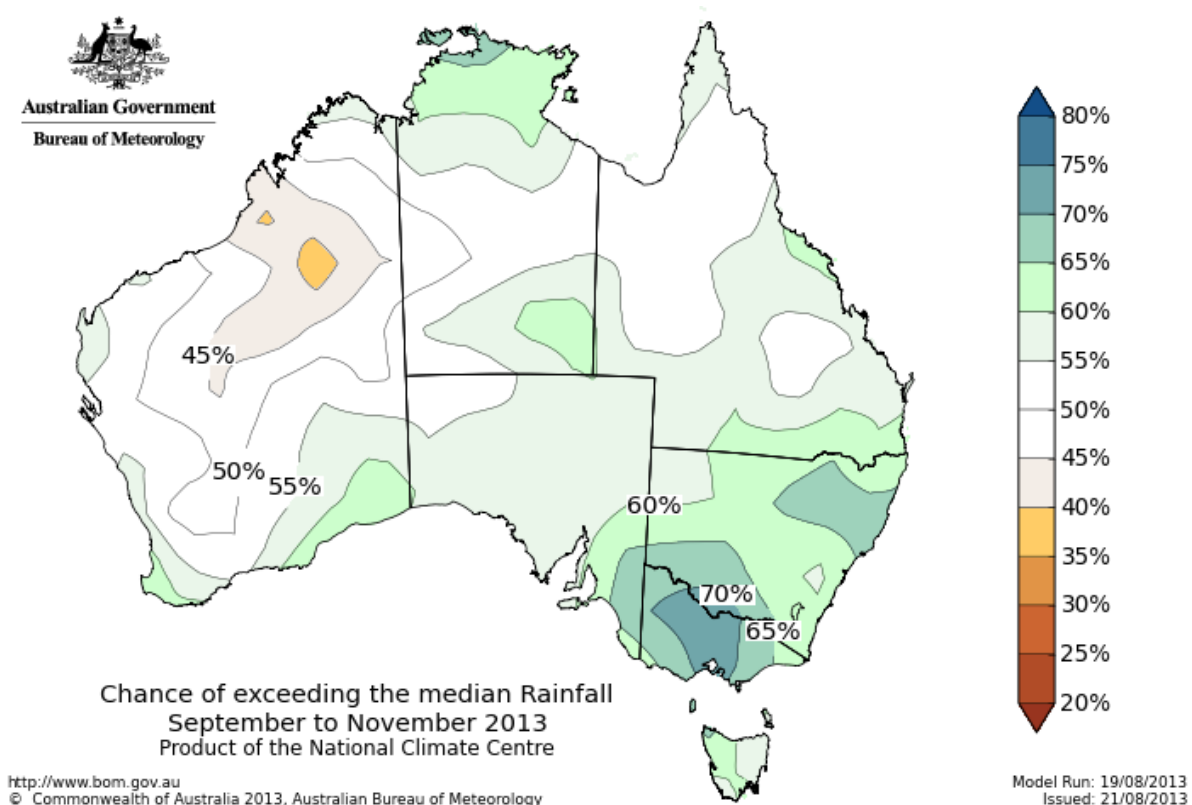 Australian Government
Bureau of Meteorology
80%
75%
70%
65%
60%
55%
50%
45%
40%
35%
30%
25%
20%
45%
50%
55%
60%
70%
65%
Chance of exceeding the median Rainfall
September to November 2013
Product of the National Climate Centre
http://www.bom.gov.au
© Commonwealth of Australia 2013, Australian Bureau of Meteorology
Model Run: 19/08/2013
Issued: 21/08/2013